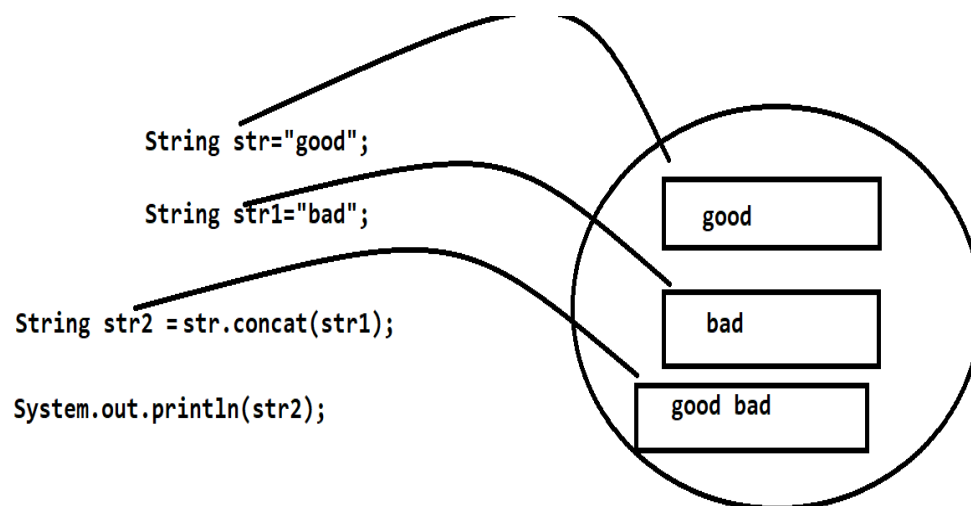 String str="good";
String str1="bad";
String str2 =str.concat(str1);
System.out.println(str2);
good
bad
good bad